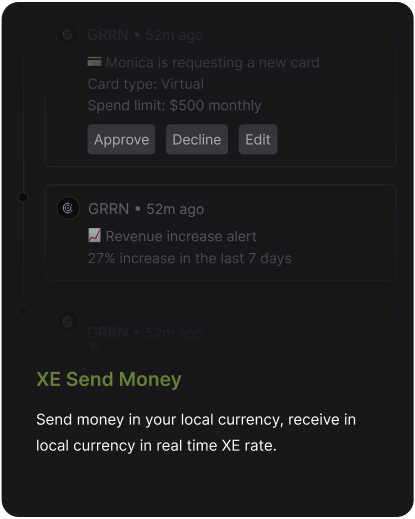 GRRN • 52m ago
Monica is requesting a new card
Card type: Virtual
Spend limit: $500 monthly
Approve Decline Edit
GRRN • 52m ago
Revenue increase alert
27% increase in the last 7 days
GRRN • 52m ago
XE Send Money
Send money in your local currency, receive in
local currency in real time XE rate.